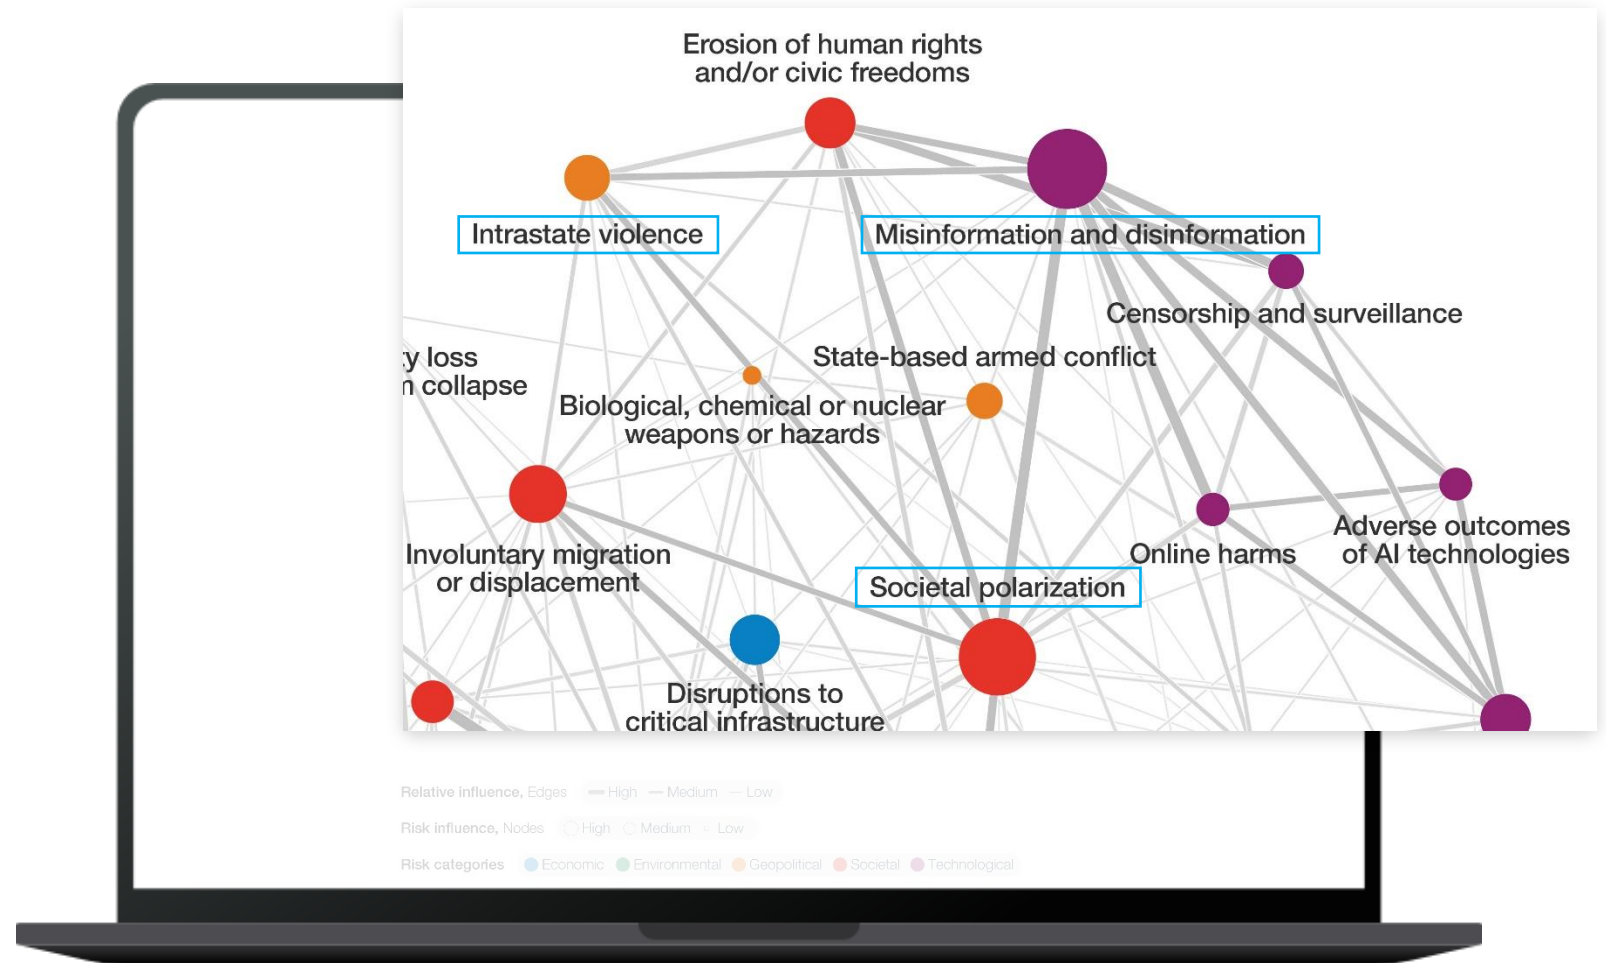 Erosion of human rights
and/or civic freedoms
Intrastate violence
Misinformation and disinformation
Censorship and surveillance
ty loss
collapse
State-based armed conflict
Biological, chemical or nuclear
weapons or hazards
Involuntary migration
or displacement
Online harms
Adverse outcomes
of AI technologies
Societal polarization
Disruptions to
critical infrastructure
Relative influence, Edges High Medium Low
Risk influence, Nodes High Medium Low
Risk categories Economic Environmental Geopolitical Societal Technological